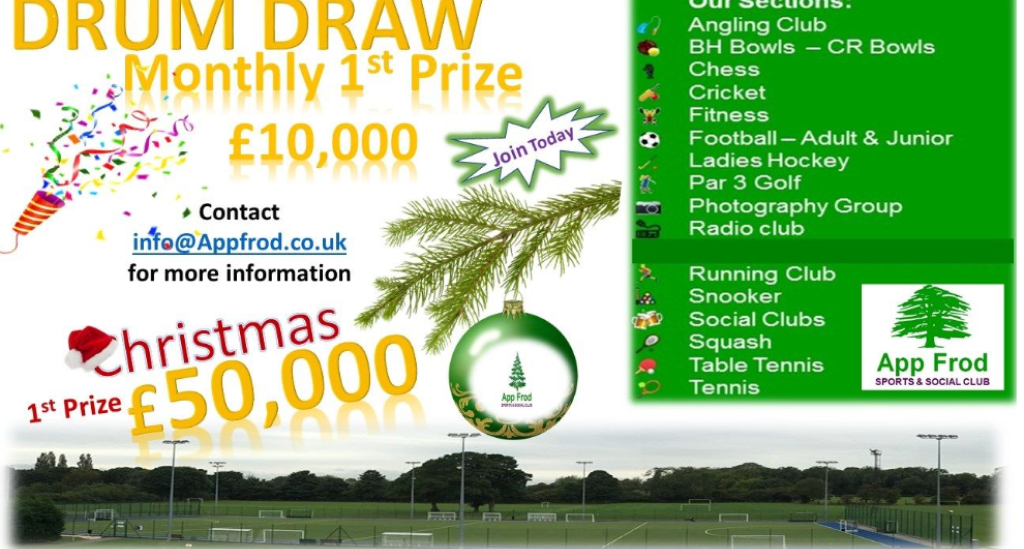 DRUM DRAW
Monthly 1st Prize
£10,000
Join Today
Contact
info@Appfrod.co.uk
for more information
Christmas
1st Prize £50,000
App Frod
SPORTS & SOCIAL CLUB
Our Sections:
Angling Club
BH Bowls – CR Bowls
Chess
Cricket
Fitness
Football – Adult & Junior
Ladies Hockey
Par 3 Golf
Photography Group
Radio club
Running Club
Snooker
Social Clubs
Squash
Table Tennis
Tennis
App Frod
SPORTS & SOCIAL CLUB